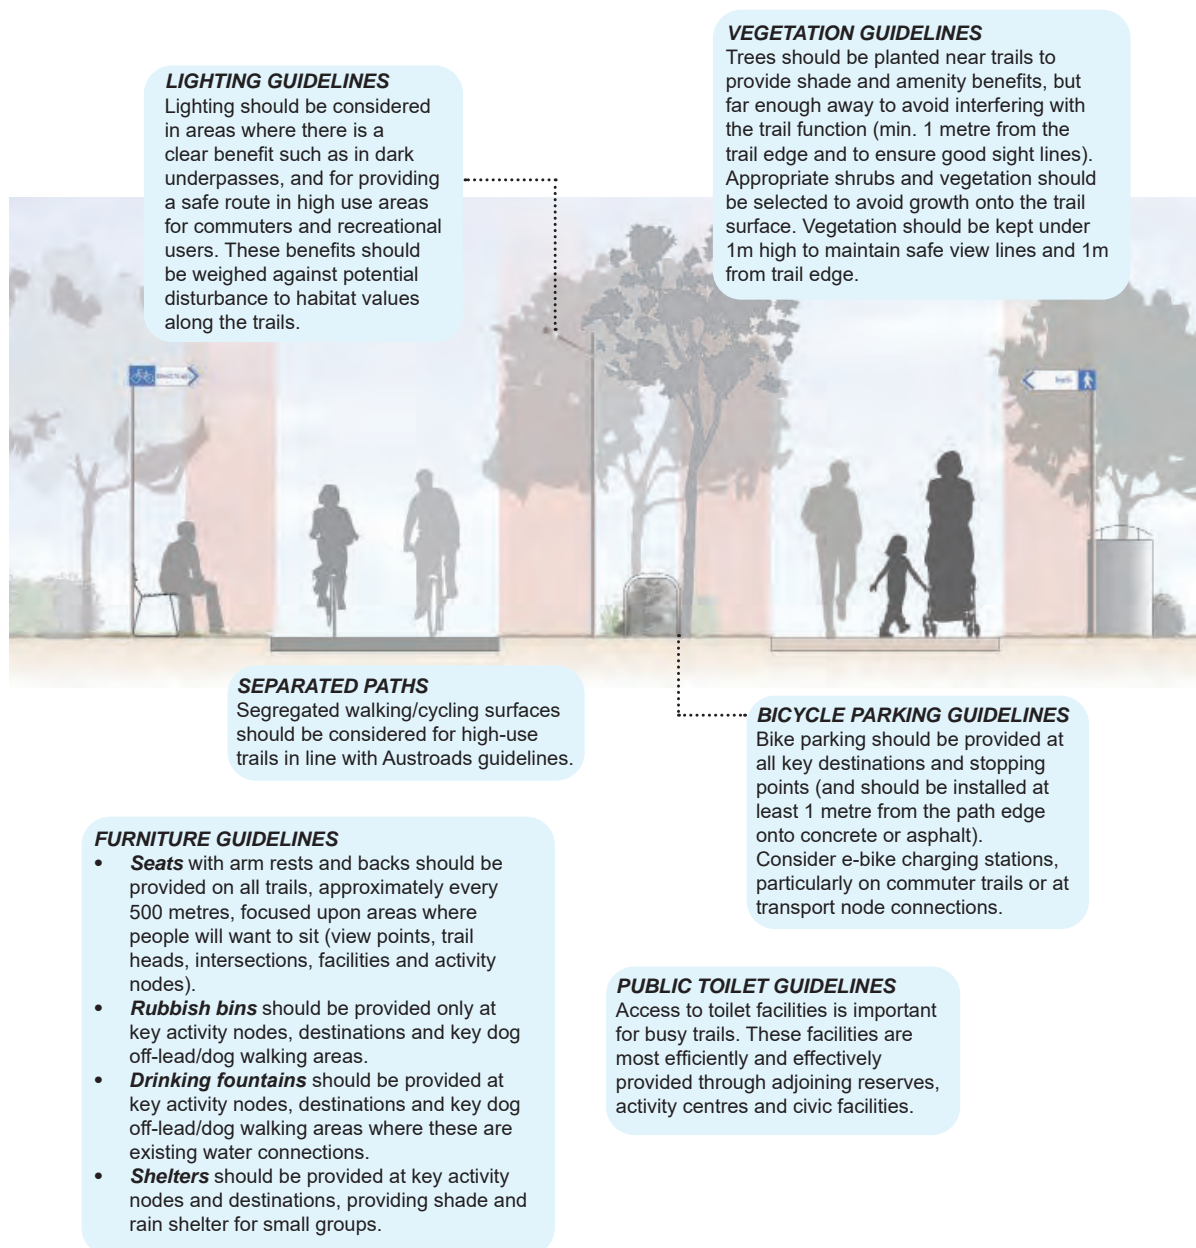 LIGHTING GUIDELINES
Lighting should be considered
in areas where there is a
clear benefit such as in dark
underpasses, and for providing
a safe route in high use areas
for commuters and recreational
users. These benefits should
be weighed against potential
disturbance to habitat values
along the trails.
VEGETATION GUIDELINES
Trees should be planted near trails to
provide shade and amenity benefits, but
far enough away to avoid interfering with
the trail function (min. 1 metre from the
trail edge and to ensure good sight lines).
Appropriate shrubs and vegetation should
be selected to avoid growth onto the trail
surface. Vegetation should be kept under
1m high to maintain safe view lines and 1m
from trail edge.
SEPARATED PATHS
Segregated walking/cycling surfaces
should be considered for high-use
trails in line with Austroads guidelines.
BICYCLE PARKING GUIDELINES
Bike parking should be provided at
all key destinations and stopping
points (and should be installed at
least 1 metre from the path edge
onto concrete or asphalt).
Consider e-bike charging stations,
particularly on commuter trails or at
transport node connections.
FURNITURE GUIDELINES
• Seats with arm rests and backs should be
provided on all trails, approximately every
500 metres, focused upon areas where
people will want to sit (view points, trail
heads, intersections, facilities and activity
nodes).
• Rubbish bins should be provided only at
key activity nodes, destinations and key dog
off-lead/dog walking areas.
• Drinking fountains should be provided at
key activity nodes, destinations and key dog
off-lead/dog walking areas where these are
existing water connections.
• Shelters should be provided at key activity
nodes and destinations, providing shade and
rain shelter for small groups.
PUBLIC TOILET GUIDELINES
Access to toilet facilities is important
for busy trails. These facilities are
most efficiently and effectively
provided through adjoining reserves,
activity centres and civic facilities.